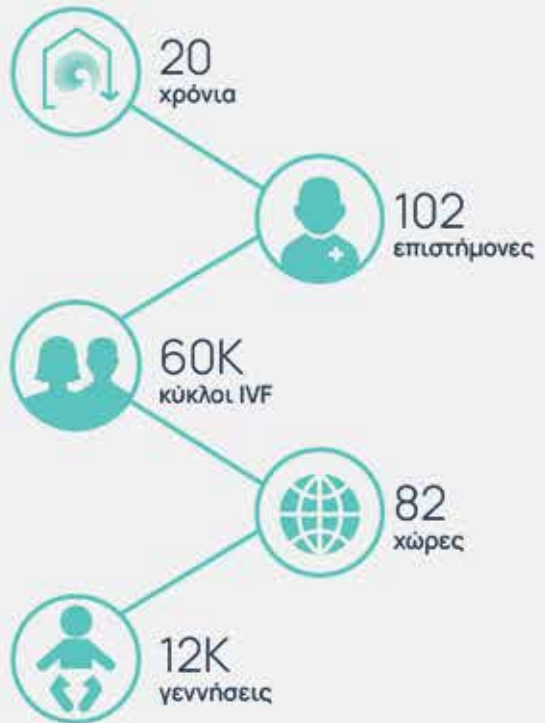 20
χρόνια
102
επιστήμονες
60K
κύκλοι IVF
82
χώρες
12K
γεννήσεις